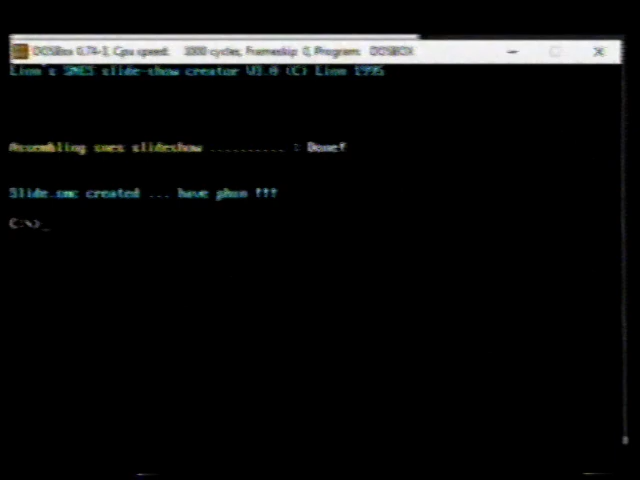 DOSBox 0.74-3, Cpu speed: 3000 cycles, Frameskip 0, Program: DOSBOX
Lion's SNES slide-show creator V1.0 (C) Lion 1995
Assembling snes slideshow .......... : Done!
Slide.smc created ... have phun !!!
C:\>_